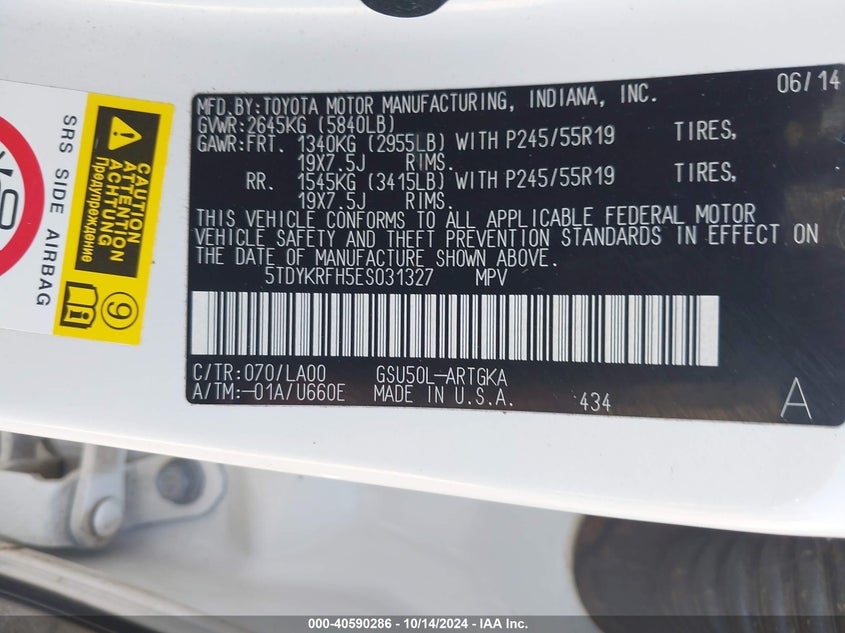 06/14
MFD.BY:TOYOTA MOTOR MANUFACTURING, INDIANA, INC.
GVWR:2645KG (5840LB)
GAWR:FRT. 1340KG (2955LB) WITH P245/55R19 TIRES,
19X7.5J RIMS.
RR. 1545KG (3415LB) WITH P245/55R19 TIRES,
19X7.5J RIMS.
THIS VEHICLE CONFORMS TO ALL APPLICABLE FEDERAL MOTOR
VEHICLE SAFETY AND THEFT PREVENTION STANDARDS IN EFFECT ON
THE DATE OF MANUFACTURE SHOWN ABOVE.
5TDYKRFH5ES031327 MPV
C/TR:070/LA00 GSU50L-ARTGKA
A/TM:-01A/U660E MADE IN U.S.A. 434 A
SRS SIDE AIRBAG
CAUTION
ATTENTION
ACHTUNG
Предупреждение
9
000-40590286 - 10/14/2024 - IAA Inc.